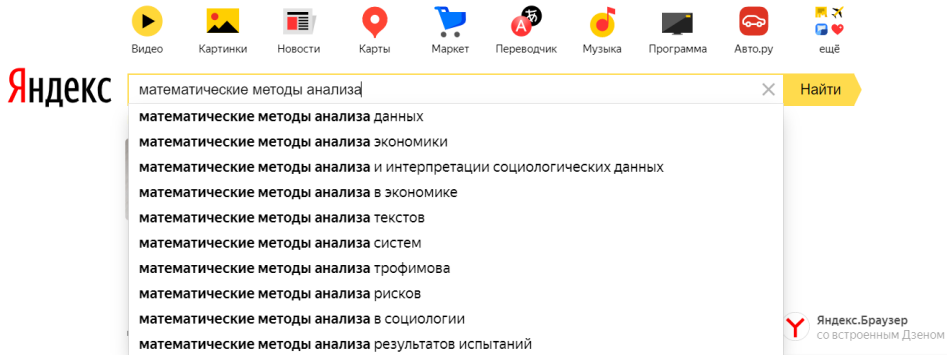 Видео Картинки Новости Карты Маркет Переводчик Музыка Программа Авто.ру ещё
Яндекс математические методы анализа Найти
математические методы анализа данных
математические методы анализа экономики
математические методы анализа и интерпретации социологических данных
математические методы анализа в экономике
математические методы анализа текстов
математические методы анализа систем
математические методы анализа трофимова
математические методы анализа рисков
математические методы анализа в социологии
математические методы анализа результатов испытаний
Яндекс.Браузер
со встроенным Дзеном